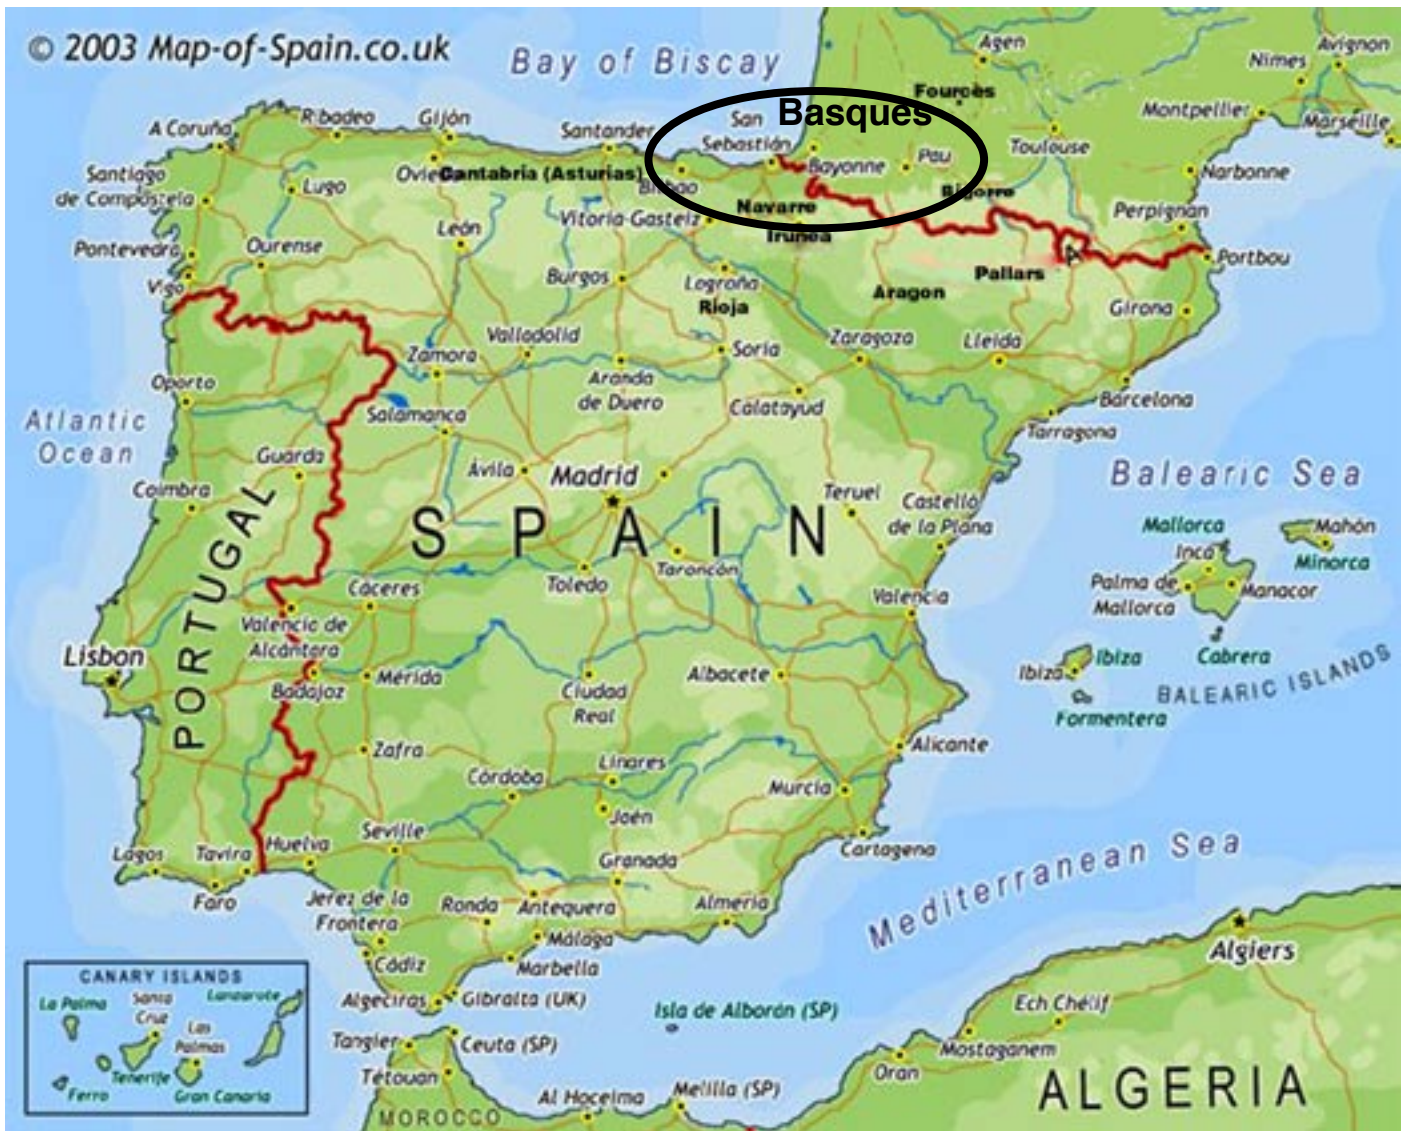 © 2003 Map-of-Spain.co.uk
Bay of Biscay
Agen
Avignon
Nimes
Fourcès
Basques
Montpellier
Marseille
A Coruña
Ribadeo
Gijón
Santander
San
Sebastián
Bayonne
Pau
Toulouse
Narbonne
Santiago
de Compostela
Lugo
Oviedo
Cantabria (Asturias)
Bilbao
Navarre
Bigorre
Perpignan
Pontevedra
Ourense
León
Vitoria-Gasteiz
Irunea
A
Portbou
Vigo
Burgos
Logroña
Rioja
Aragon
Pallars
Girona
Valladolid
Zamora
Soria
Zaragoza
Lleida
Oporto
Aranda
de Duero
Calatayud
Barcelona
Atlantic
Ocean
Salamanca
Tarragona
Guarda
Ávila
Madrid
Balearic Sea
Coimbra
Teruel
Castelló
de la Plana
SPAIN
PORTUGAL
Mallorca
Inca
Mahón
Minorca
Toledo
Taroncón
Palma de
Mallorca
Manacor
Cáceres
Valencia
Valencia de
Alcántara
Lisbon
Badajoz
Mérida
Ciudad
Real
Albacete
Ibiza
Ibiza
Cabrera
BALEARIC ISLANDS
Formentera
Zafra
Alicante
Córdoba
Linares
Murcia
Jaén
Lagos
Tavira
Huelva
Seville
Granada
Cartagena
Mediterranean Sea
Faro
Jerez de la
Frontera
Ronda
Antequera
Almería
Málaga
Cádiz
Marbella
Algiers
CANARY ISLANDS
La Palma
Santa
Cruz
Lanzarote
Las
Palmas
Tenerife
Ferro
Gran Canaria
Algeciras
Gibralta (UK)
Isla de Alborán (SP)
Ech Chélif
Tangier
Ceuta (SP)
Mostaganem
Tétouan
Oran
ALGERIA
Al Hoceima
Melilla (SP)
MOROCCO